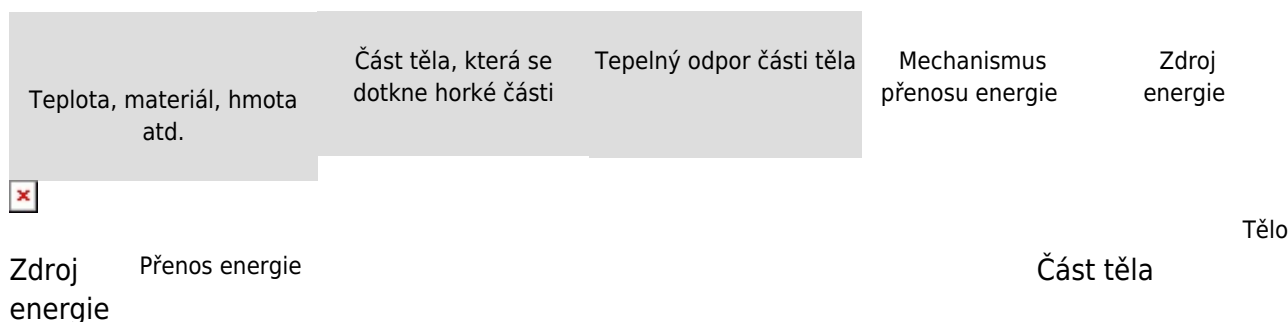 Teplota, materiál, hmota
atd.
Část těla, která se
dotkne horké části
Tepelný odpor části těla
Mechanismus
přenosu energie
Zdroj
energie
Tělo
Zdroj
energie
Přenos energie
Část těla